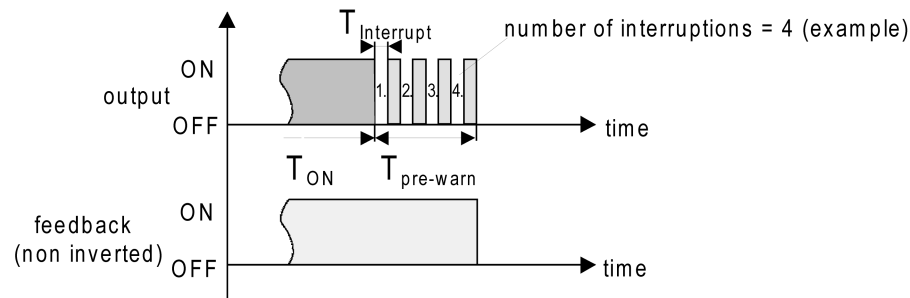 T Interrupt
number of interruptions = 4 (example)
ON
output
OFF
1. 2. 3. 4.
time
T ON
T pre-warn
ON
feedback
(non inverted)
OFF
time